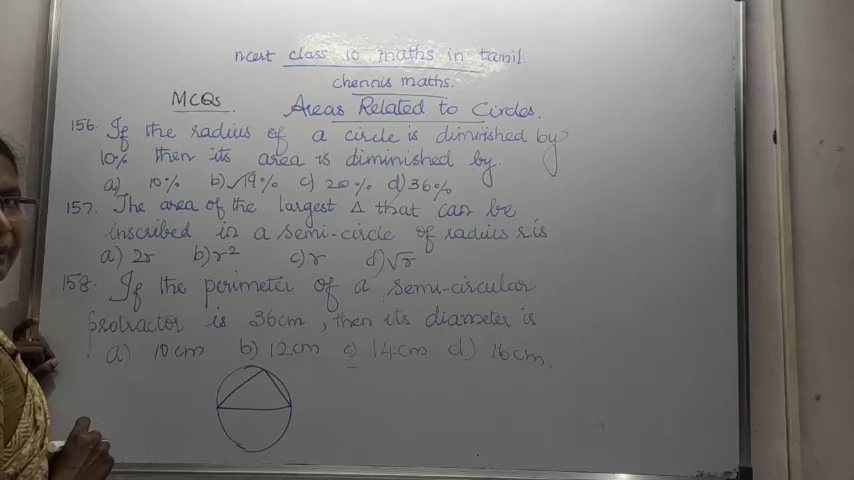 ncert class 10 maths in tamil.
chennis maths.
MCQs.
Areas Related to Circles.
156. If the radius of a circle is diminished by
10% then its area is diminished by.
a) 10% b)✓19% c) 20% d) 36%
157. The area of the largest Δ that can be
inscribed in a semi-circle of radius r is
a) 2r b) r² c) r d) √r
158. If the perimeter of a semi-circular
protractor is 36cm, then its diameter is
a) 10cm b) 12cm c) 14cm d) 16cm.